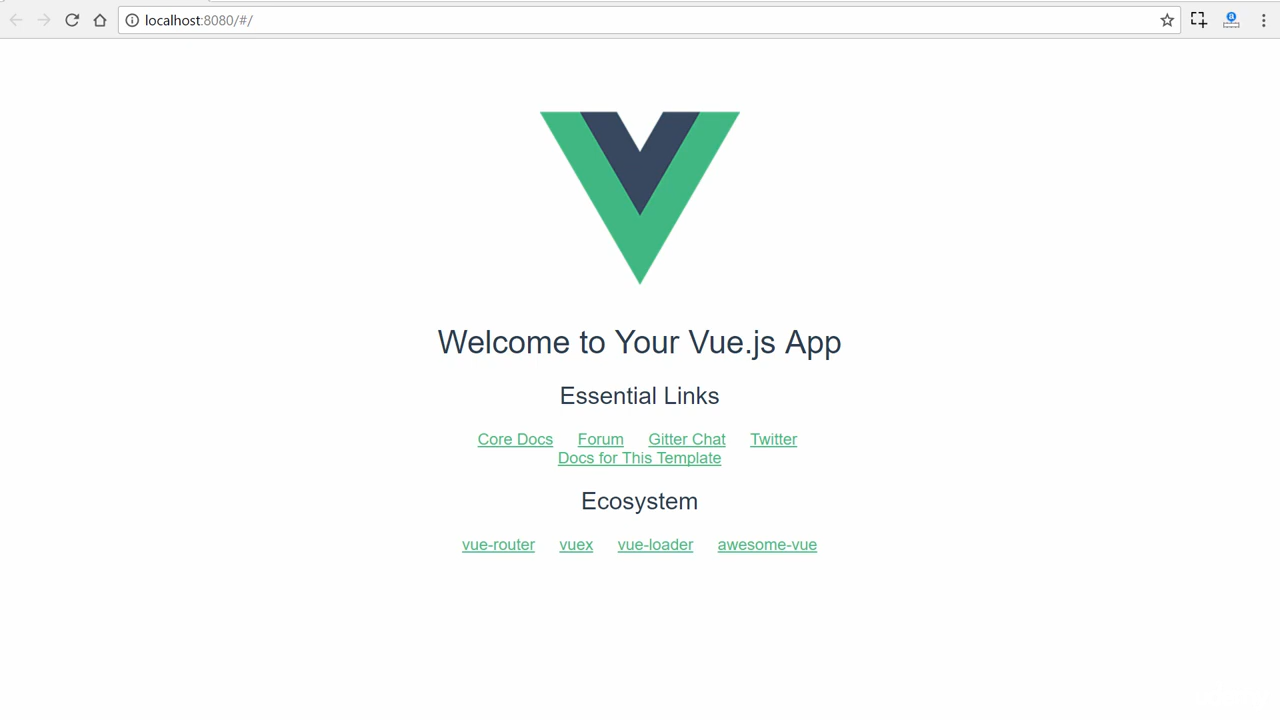 localhost:8080/#/
Welcome to Your Vue.js App
Essential Links
Core Docs Forum Gitter Chat Twitter
Docs for This Template
Ecosystem
vue-router vuex vue-loader awesome-vue